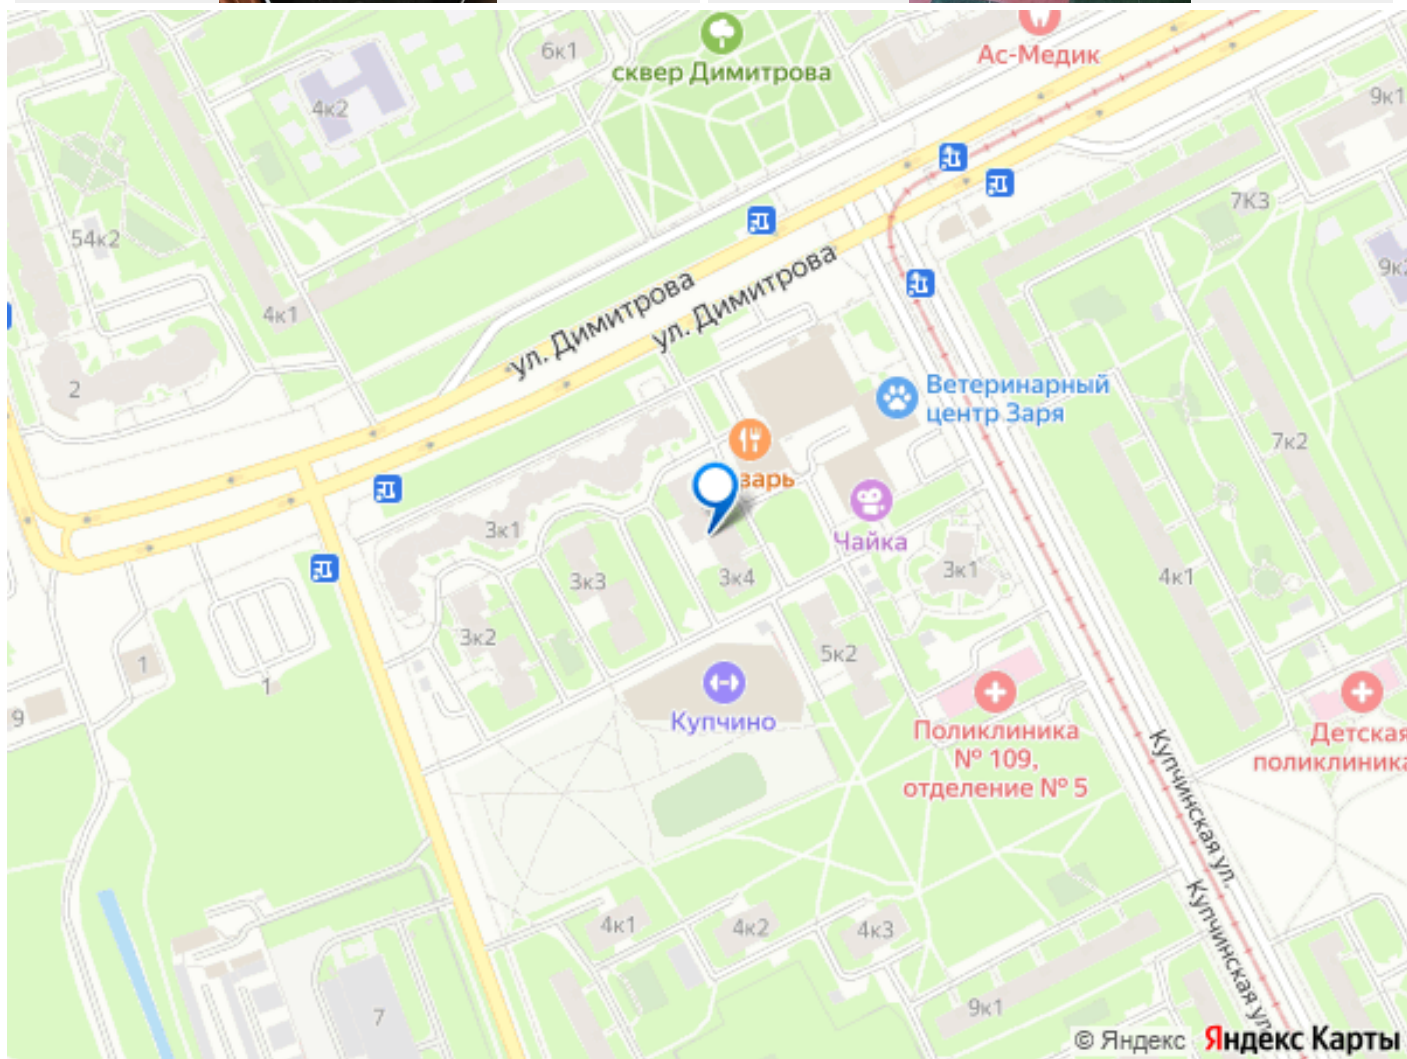 6к1
сквер Димитрова
Ас-Медик
4к2
9к1
7К3
54к2
9к2
4к1
ул. Димитрова
ул. Димитрова
2
Ветеринарный
центр Заря
7к2
зарь
3к1
Чайка
3к3
3к4
3к1
4к1
3к2
5к2
1
1
9
Купчино
Поликлиника
№ 109,
отделение № 5
Детская
поликлиника
Купчинская ул.
Купчинская ул.
4к1
4к2
4к3
9к1
7
© Яндекс Яндекс Карты